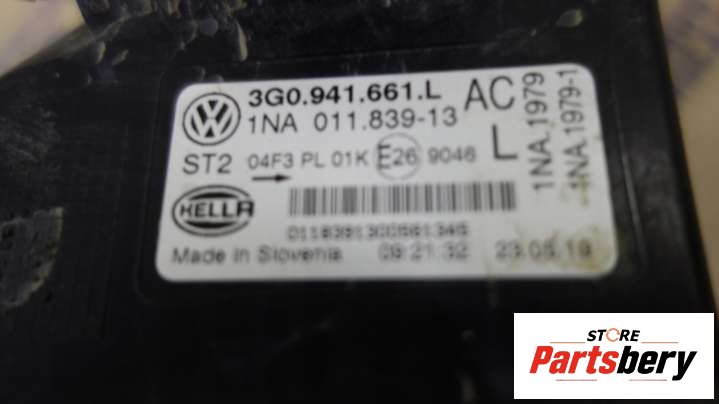 3G0.941.661.L AC
1NA 011.839-13 L
ST2 04F3 PL 01K E26 9046
1NA.1979
1NA.1979-1
HELLA
Made in Slovenia 09:21:32
STORE
Partsbery